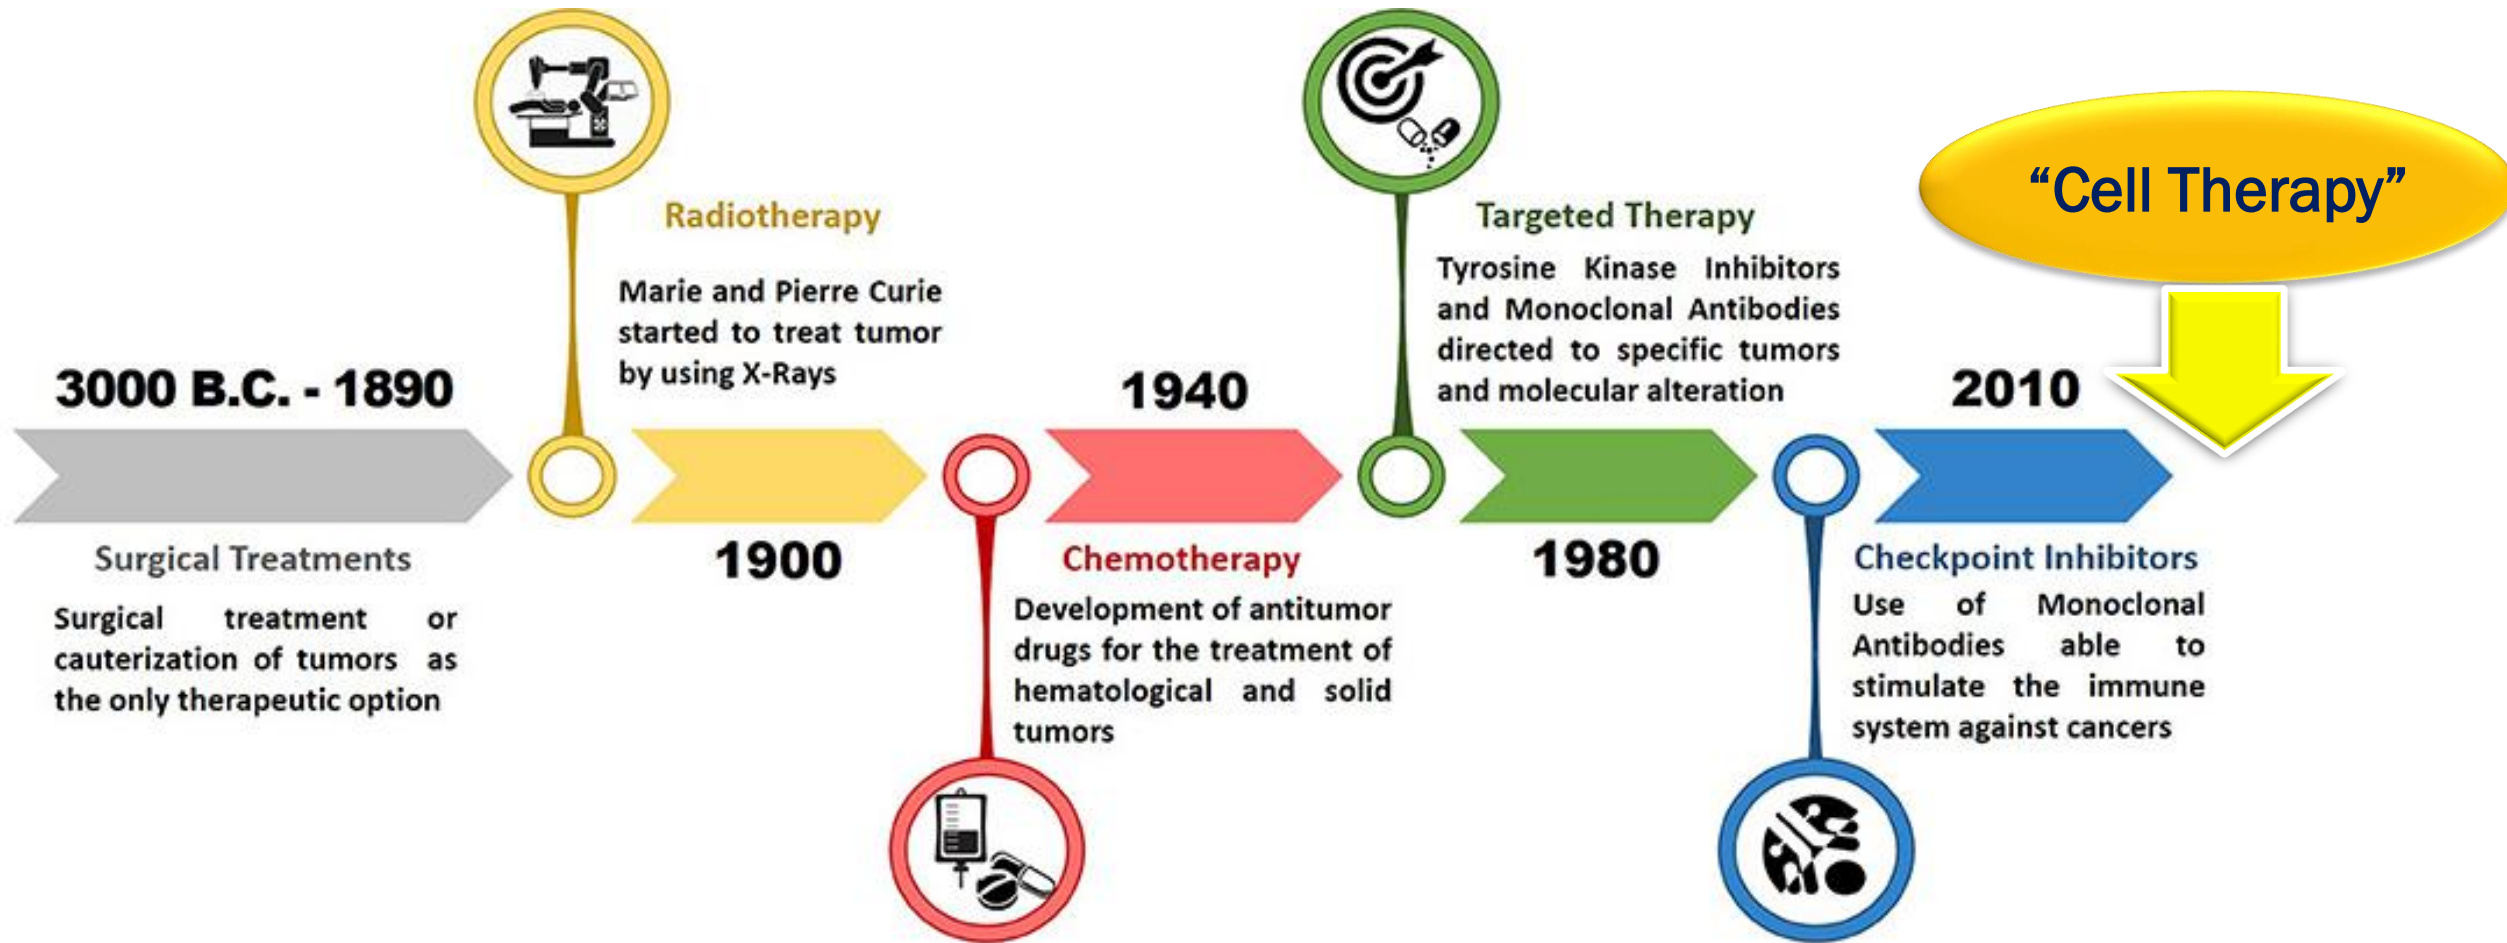 3000 B.C. - 1890
Surgical Treatments
Surgical treatment or
cauterization of tumors as
the only therapeutic option
Radiotherapy
Marie and Pierre Curie
started to treat tumor
by using X-Rays
1900
1940
Chemotherapy
Development of antitumor
drugs for the treatment of
hematological and solid
tumors
Targeted Therapy
Tyrosine Kinase Inhibitors
and Monoclonal Antibodies
directed to specific tumors
and molecular alteration
1980
2010
Checkpoint Inhibitors
Use of Monoclonal
Antibodies able to
stimulate the immune
system against cancers
“Cell Therapy”